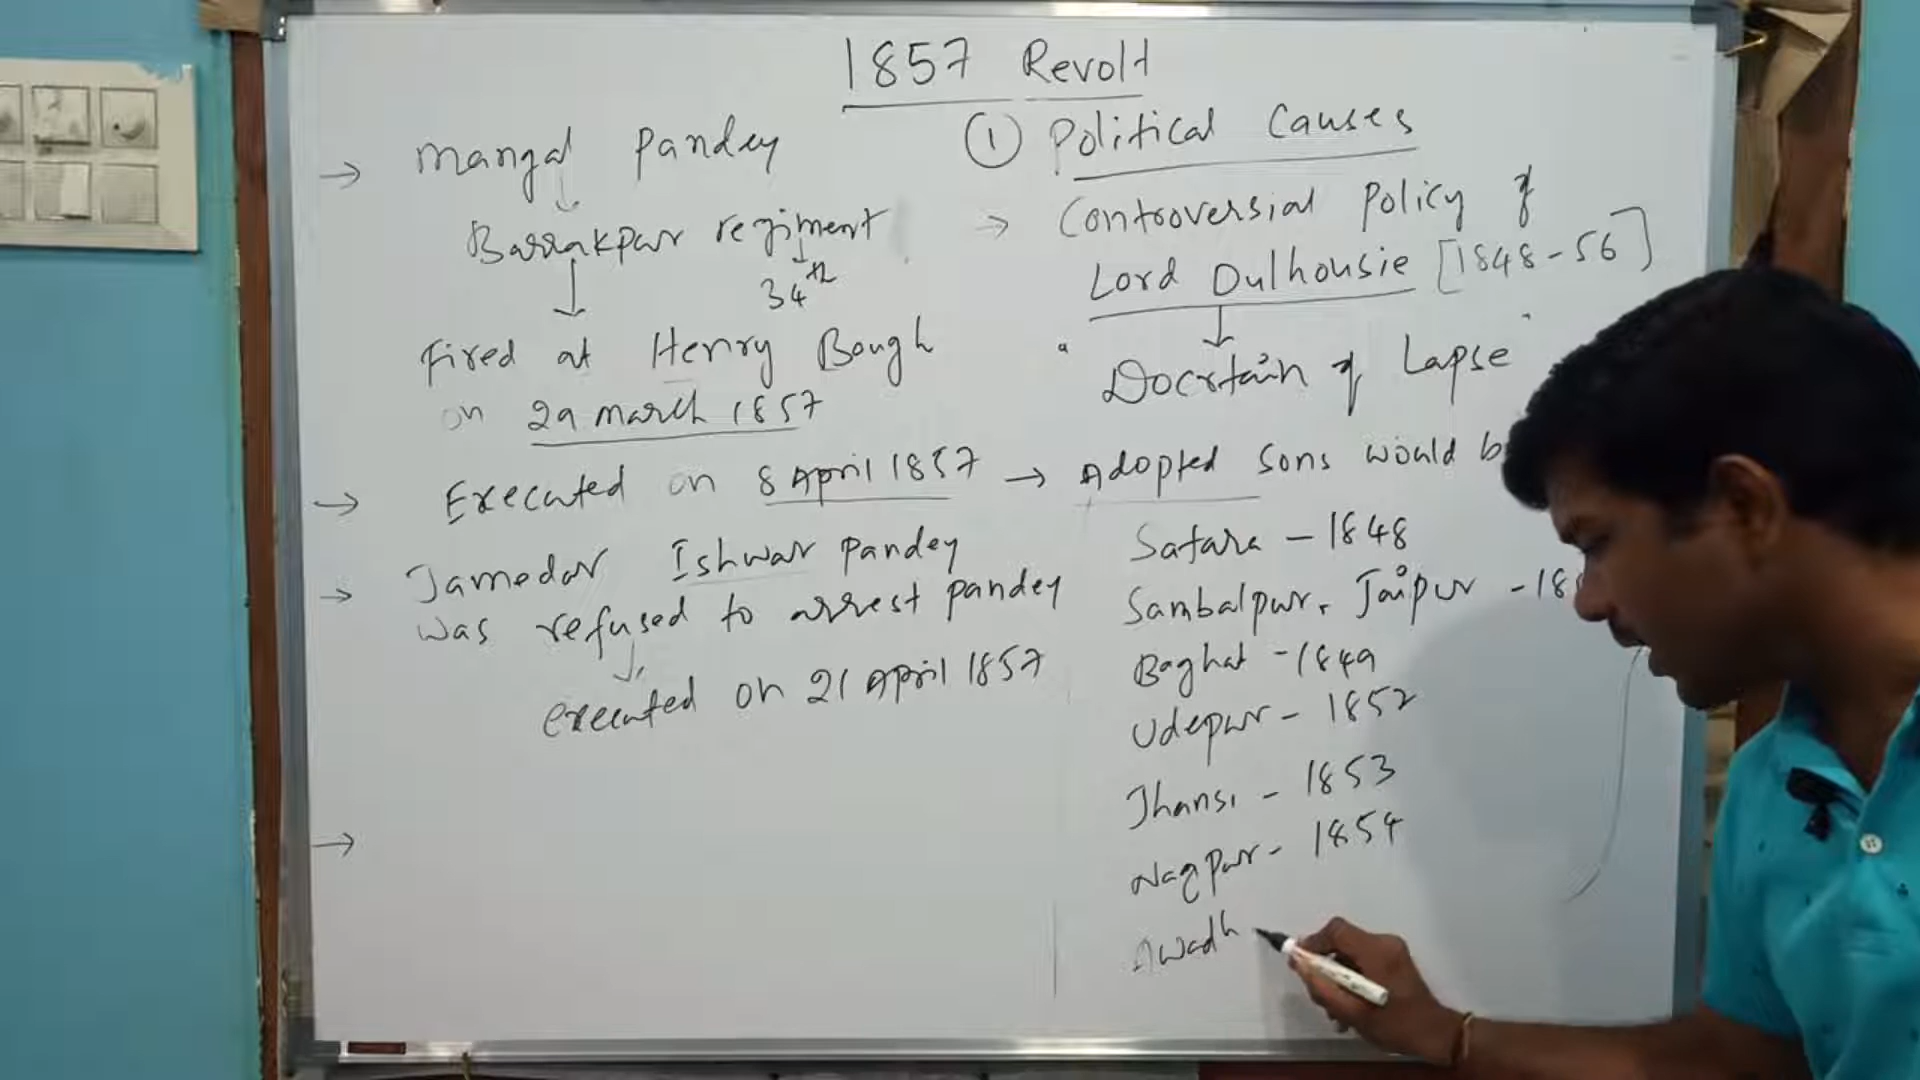 1857 Revolt
→ Mangal Pandey
Barrakpur regiment
34th
Fired at Henry Bough
on 29 march 1857
→ Executed on 8 April 1857
→ Jamedar Ishwar Pandey
was refused to arrest pandey
executed on 21 April 1857
→
① Political Causes
→ Controversial Policy of
Lord Dulhousie [1848-56]
"Docrtain of Lapse"
→ Adopted sons would
Satara - 1848
Sambalpur, Jaipur -
Baghat - 1849
Udepur - 1852
Jhansi - 1853
Nagpur - 1854
Awadh